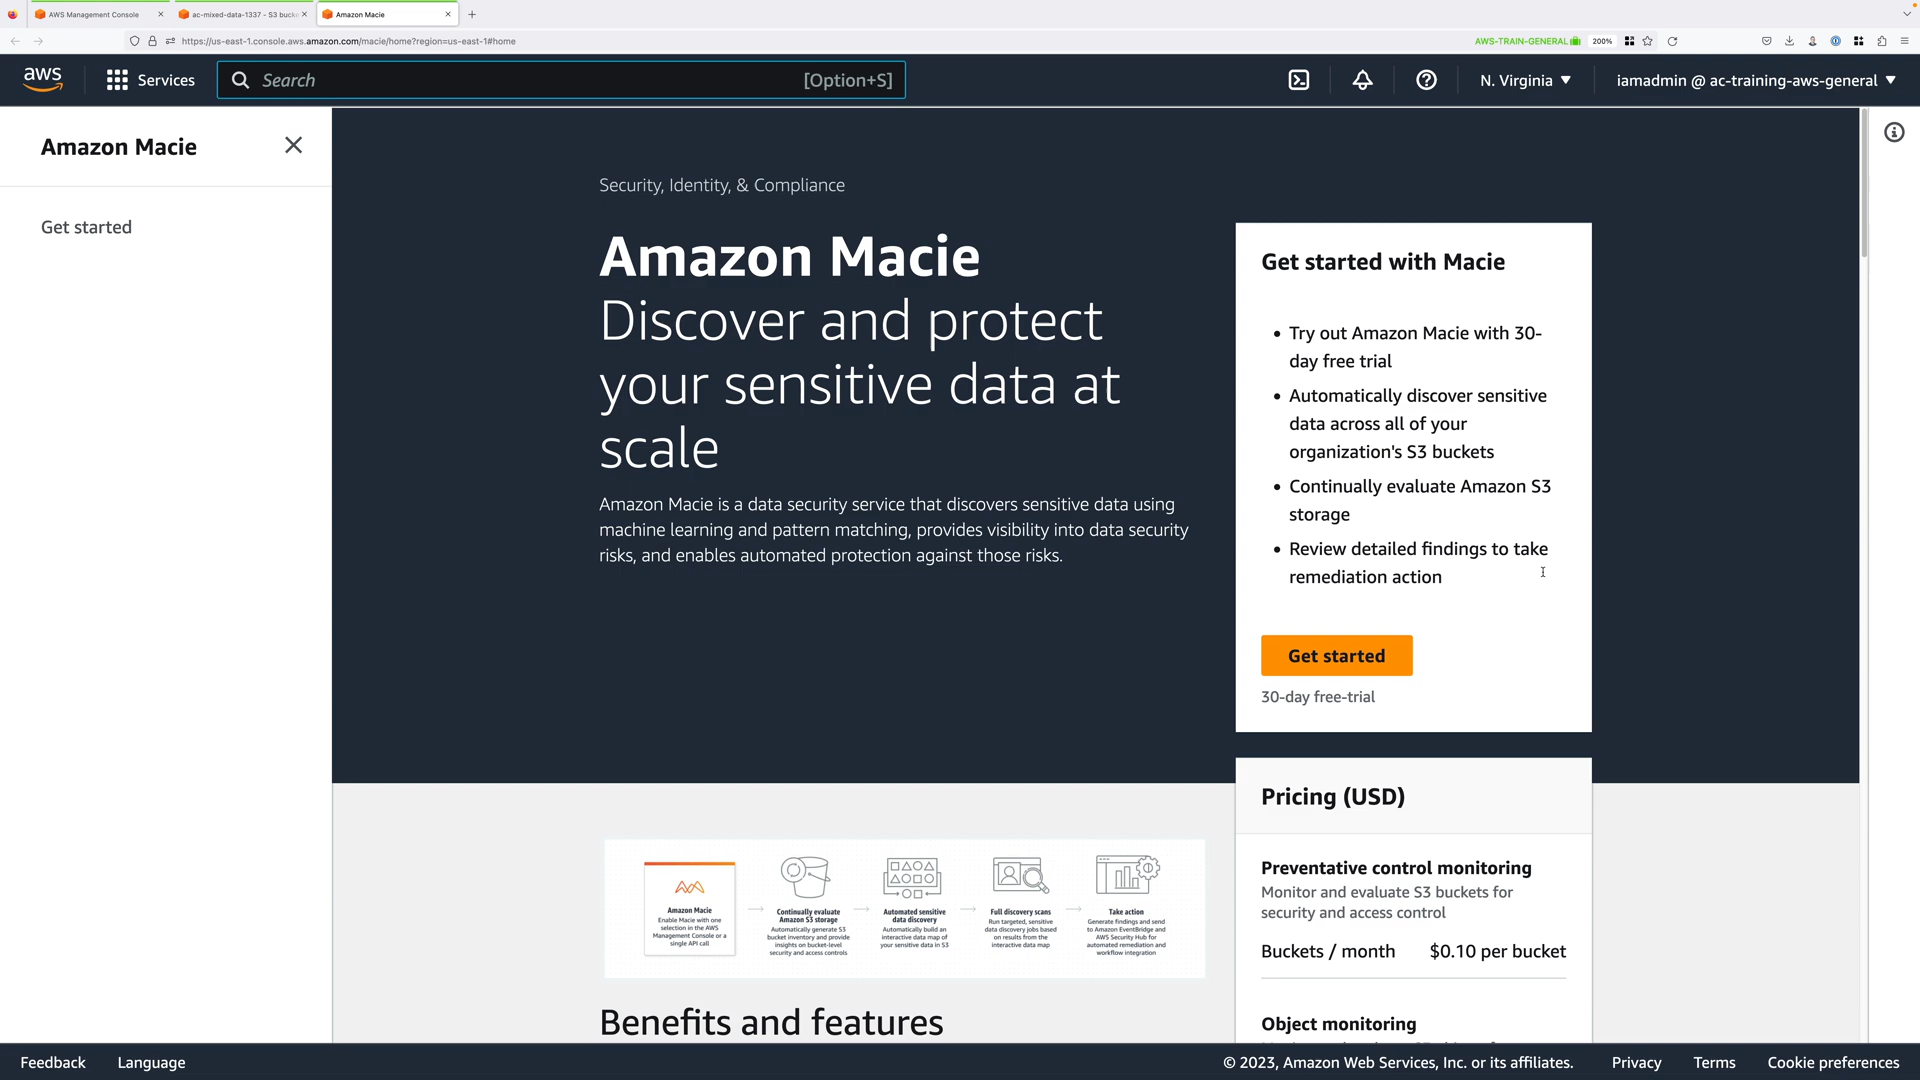 AWS Management Console
ac-mixed-data-1337 - S3 bucke
Amazon Macie
https://us-east-1.console.aws.amazon.com/macie/home?region=us-east-1#home
AWS-TRAIN-GENERAL
200%
aws
Services
Search
[Option+S]
N. Virginia
iamadmin @ ac-training-aws-general
Amazon Macie
Get started
Security, Identity, & Compliance
Amazon Macie
Discover and protect
your sensitive data at
scale
Amazon Macie is a data security service that discovers sensitive data using
machine learning and pattern matching, provides visibility into data security
risks, and enables automated protection against those risks.
Get started with Macie
• Try out Amazon Macie with 30-
day free trial
• Automatically discover sensitive
data across all of your
organization's S3 buckets
• Continually evaluate Amazon S3
storage
• Review detailed findings to take
remediation action
Get started
30-day free-trial
Pricing (USD)
Preventative control monitoring
Monitor and evaluate S3 buckets for
security and access control
Buckets / month
$0.10 per bucket
Object monitoring
Amazon Macie
Enable Macie with one
selection in the AWS
Management Console or a
single API call
Continually evaluate
Amazon S3 storage
Automatically generate S3
bucket inventory and provide
insights on bucket-level
security and access controls
Automated sensitive
data discovery
Automatically build an
interactive data map of
your sensitive data in S3
Full discovery scans
Run targeted, sensitive
data discovery jobs based
on results from the
interactive data map
Take action
Generate findings and send
to Amazon EventBridge and
AWS Security Hub for
automated remediation and
workflow integration
Benefits and features
Feedback
Language
© 2023, Amazon Web Services, Inc. or its affiliates.
Privacy
Terms
Cookie preferences